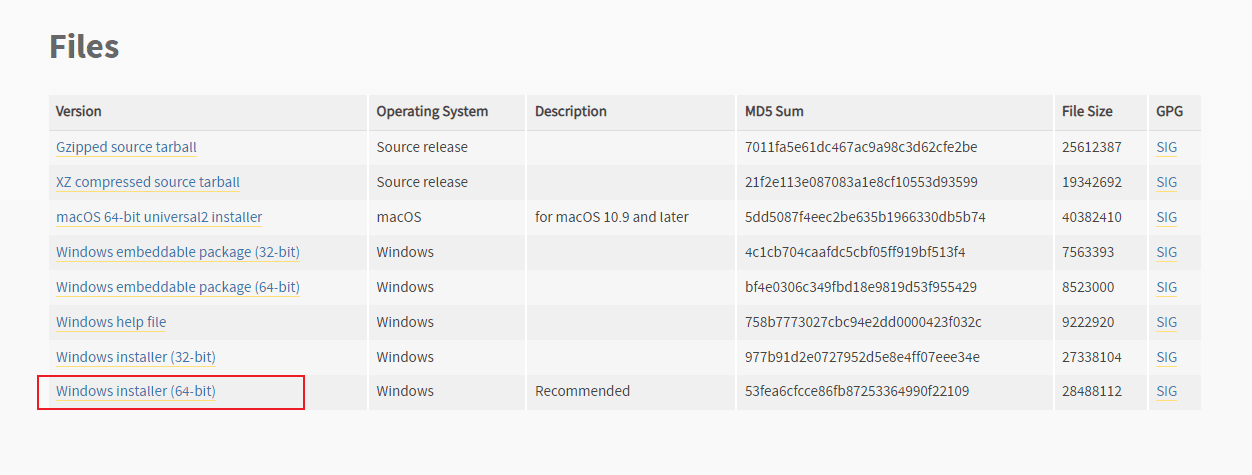 Files
Version Operating System Description MD5 Sum File Size GPG
Gzipped source tarball Source release 7011fa5e61dc467ac9a98c3d62cfe2be 25612387 SIG
XZ compressed source tarball Source release 21f2e113e087083a1e8cf10553d93599 19342692 SIG
macOS 64-bit universal2 installer macOS for macOS 10.9 and later 5dd5087f4eec2be635b1966330db5b74 40382410 SIG
Windows embeddable package (32-bit) Windows 4c1cb704caafdc5cbf05ff919bf513f4 7563393 SIG
Windows embeddable package (64-bit) Windows bf4e0306c349fbd18e9819d53f955429 8523000 SIG
Windows help file Windows 758b7773027cbc94e2dd0000423f032c 9222920 SIG
Windows installer (32-bit) Windows 977b91d2e0727952d5e8e4ff07eee34e 27338104 SIG
Windows installer (64-bit) Windows Recommended 53fea6cfcce86fb87253364990f22109 28488112 SIG